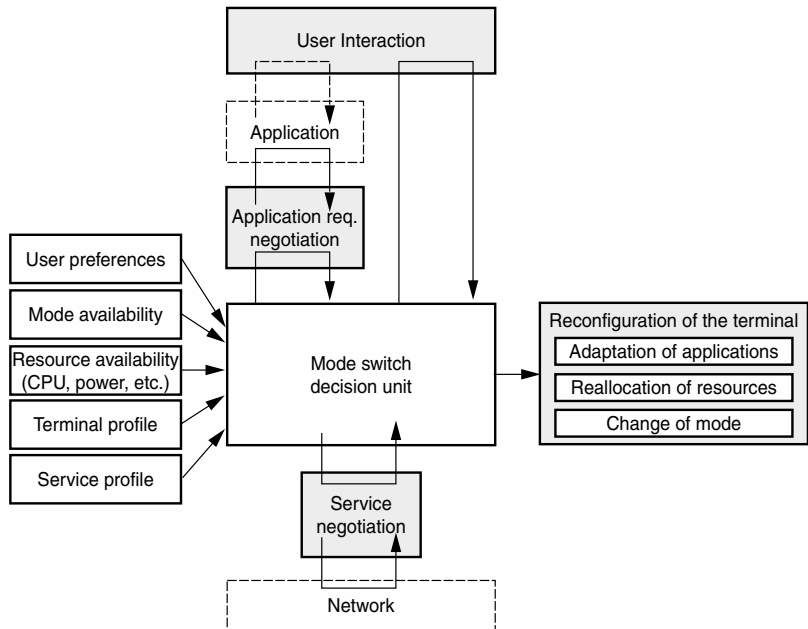 User Interaction
Application
Application req.
negotiation
User preferences
Mode availability
Resource availability
(CPU, power, etc.)
Terminal profile
Service profile
Mode switch
decision unit
Reconfiguration of the terminal
Adaptation of applications
Reallocation of resources
Change of mode
Service
negotiation
Network